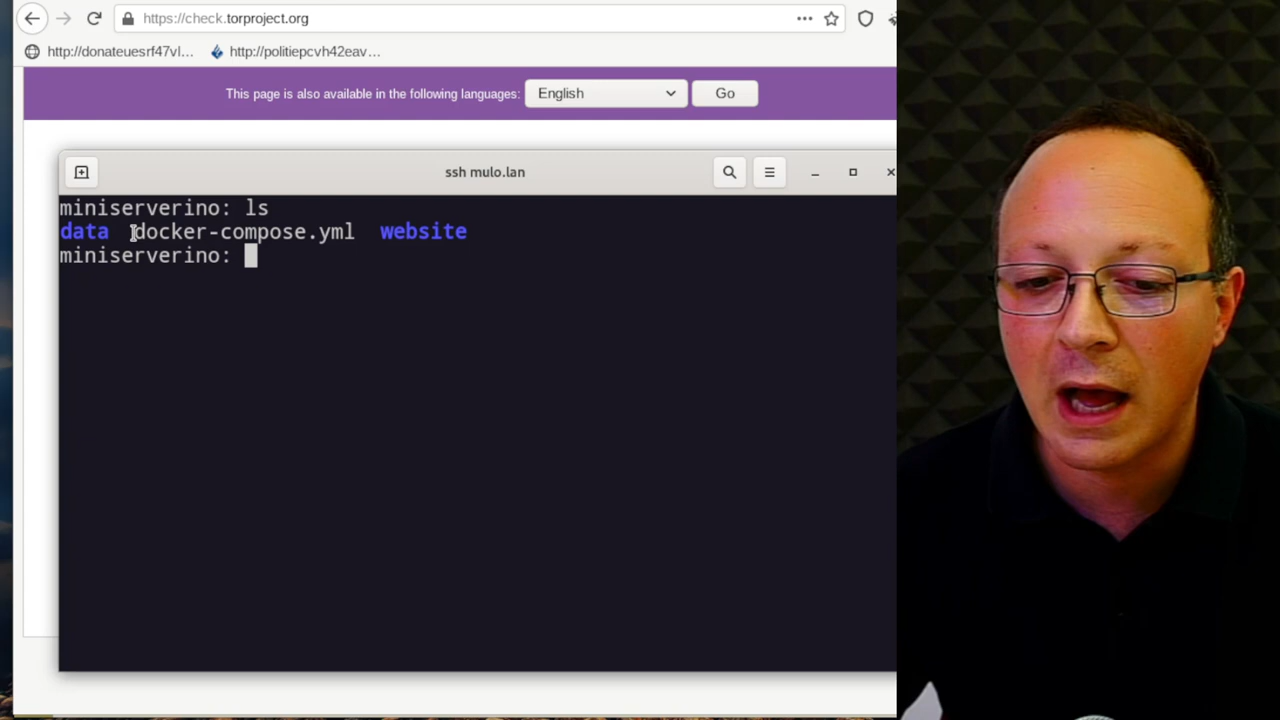 https://check.torproject.org
http://donateuesrf47vl... http://politiepcvh42eav...
This page is also available in the following languages: English Go
ssh mulo.lan
miniserverino: ls
data docker-compose.yml website
miniserverino: